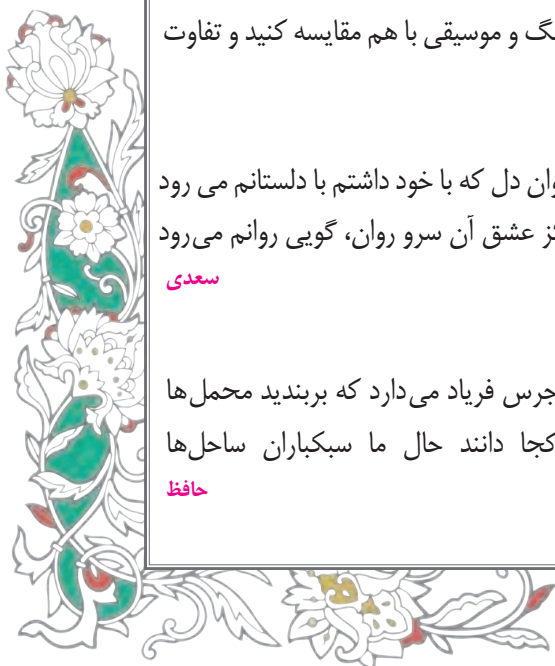 گ و موسیقی با هم مقایسه کنید و تفاوت
وان دل که با خود داشتم با دلستانم می رود
کز عشق آن سرو روان، گویی روانم می‌رود
سعدی
جرس فریاد می‌دارد که بربندید محمل‌ها
کجا دانند حال ما سبکباران ساحل‌ها
حافظ